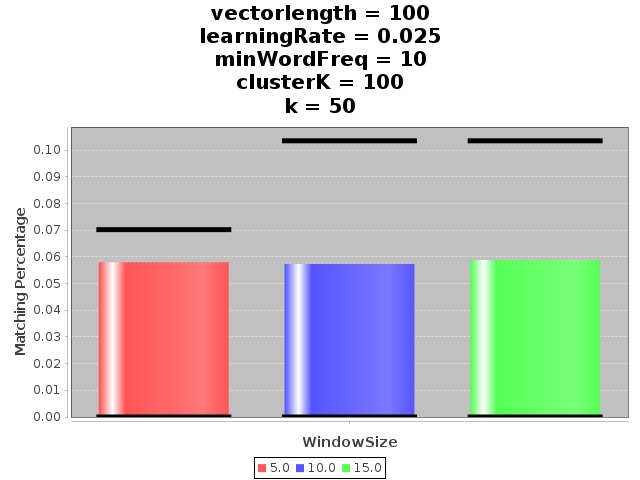 vectorlength = 100
learningRate = 0.025
minWordFreq = 10
clusterK = 100
k = 50
Matching Percentage
0.10
0.09
0.08
0.07
0.06
0.05
0.04
0.03
0.02
0.01
0.00
WindowSize
5.0 10.0 15.0